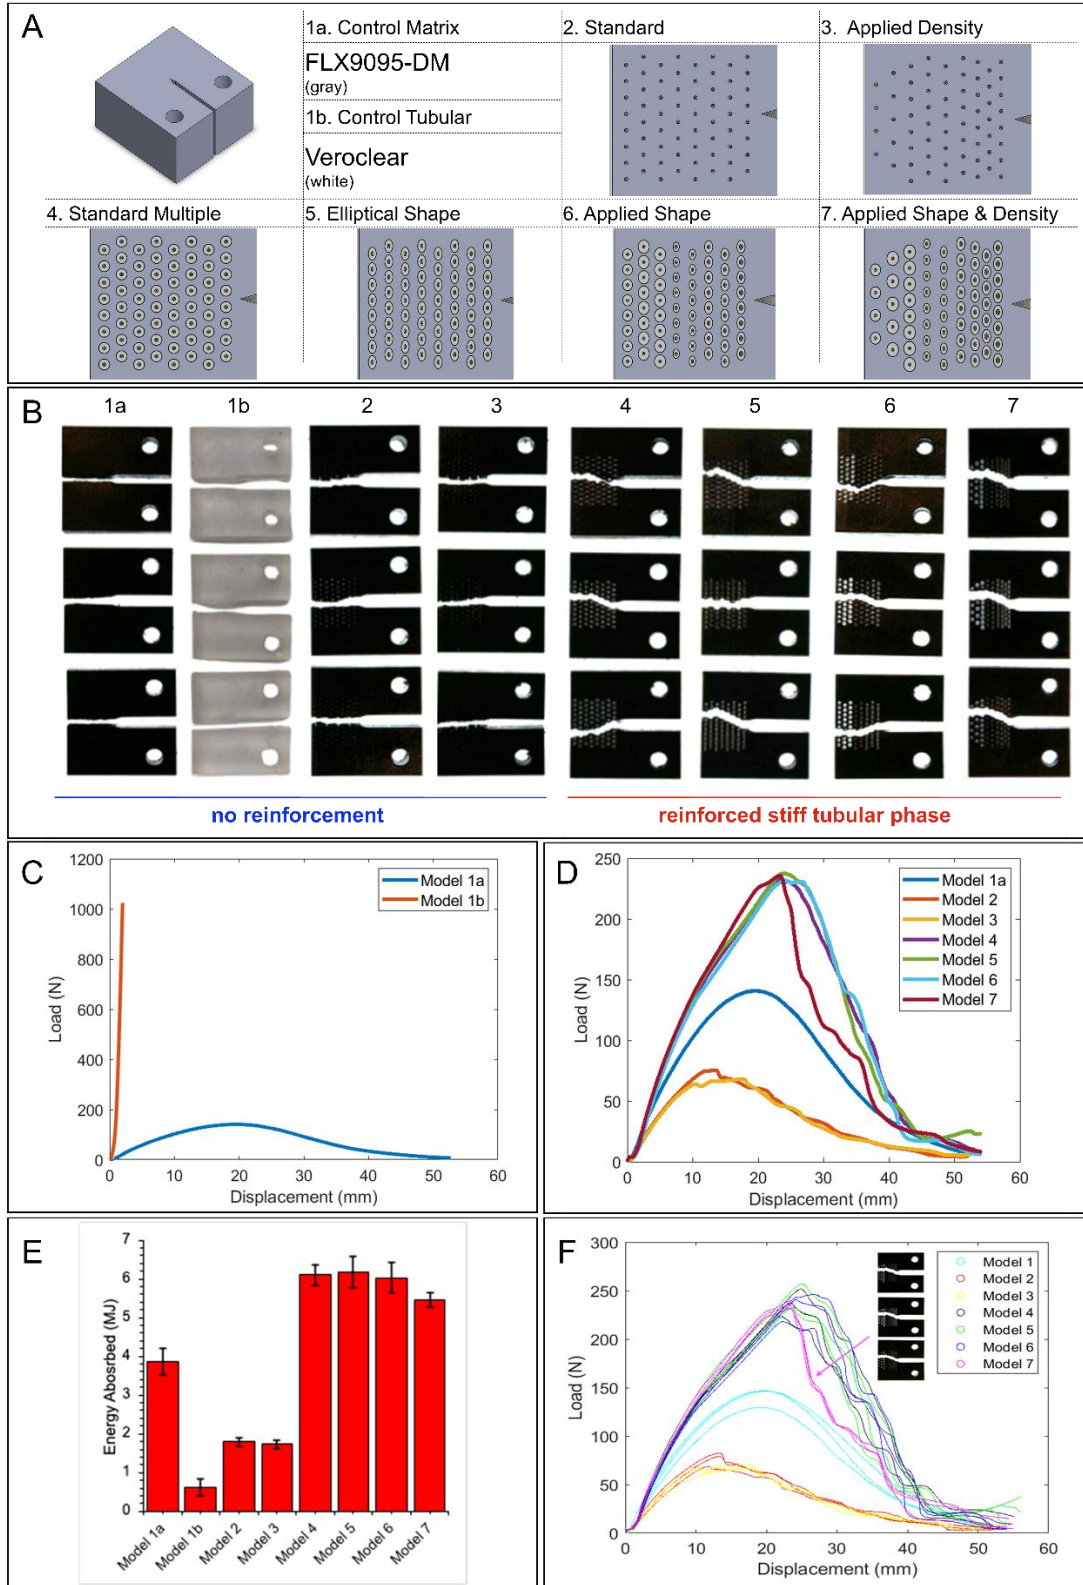 A
1a. Control Matrix
FLX9095-DM
(gray)
1b. Control Tubular
Veroclear
(white)
2. Standard
3. Applied Density
4. Standard Multiple
5. Elliptical Shape
6. Applied Shape
7. Applied Shape & Density
B
1a 1b 2 3 4 5 6 7
no reinforcement
reinforced stiff tubular phase
C
1200
1000
800
600
400
200
0
Load (N)
0 10 20 30 40 50 60
Displacement (mm)
Model 1a
Model 1b
D
250
200
150
100
50
0
Load (N)
0 10 20 30 40 50 60
Displacement (mm)
Model 1a
Model 2
Model 3
Model 4
Model 5
Model 6
Model 7
E
7
6
5
4
3
2
1
0
Energy Abosrbed (MJ)
Model 1a
Model 1b
Model 2
Model 3
Model 4
Model 5
Model 6
Model 7
F
300
250
200
150
100
50
0
Load (N)
0 10 20 30 40 50 60
Displacement (mm)
Model 1
Model 2
Model 3
Model 4
Model 5
Model 6
Model 7